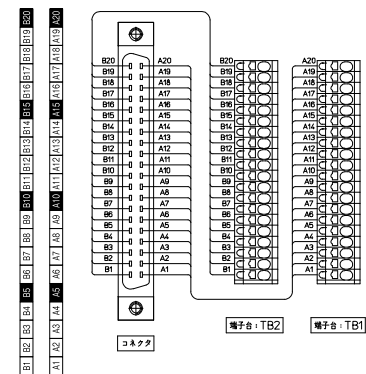 B20 A20
B19 A19
B18 A18
B17 A17
B16 A16
B15 A15
B14 A14
B13 A13
B12 A12
B11 A11
B10 A10
B9 A9
B8 A8
B7 A7
B6 A6
B5 A5
B4 A4
B3 A3
B2 A2
B1 A1
B20 A20 B20 A20
B19 A19 B19 A19
B18 A18 B18 A18
B17 A17 B17 A17
B16 A16 B16 A16
B15 A15 B15 A15
B14 A14 B14 A14
B13 A13 B13 A13
B12 A12 B12 A12
B11 A11 B11 A11
B10 A10 B10 A10
B9 A9 B9 A9
B8 A8 B8 A8
B7 A7 B7 A7
B6 A6 B6 A6
B5 A5 B5 A5
B4 A4 B4 A4
B3 A3 B3 A3
B2 A2 B2 A2
B1 A1 B1 A1
コネクタ
端子台：TB2
端子台：TB1